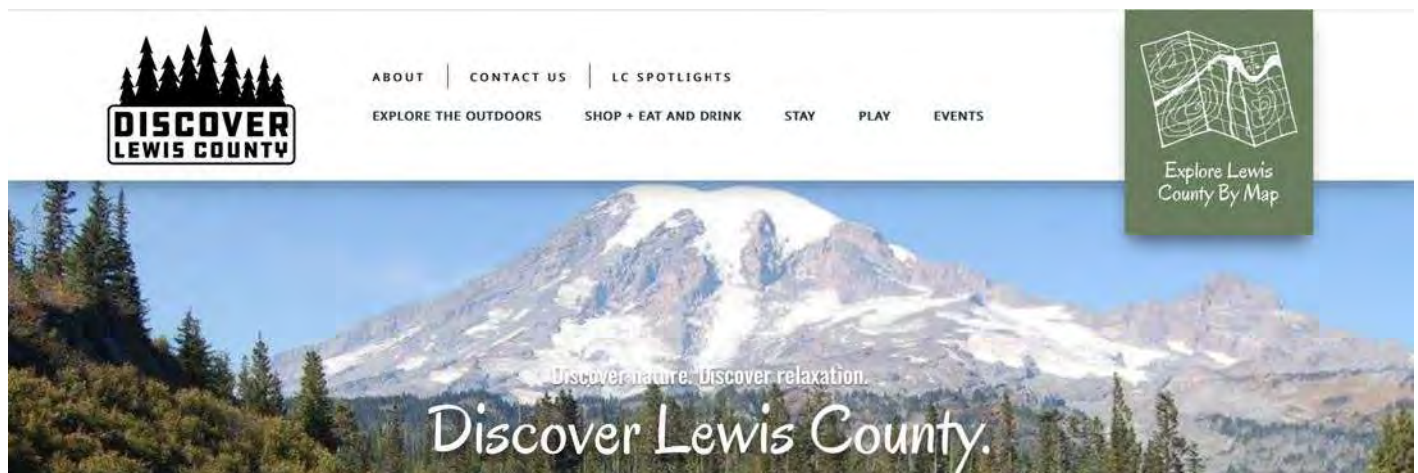 DISCOVER
LEWIS COUNTY
ABOUT
CONTACT US
LC SPOTLIGHTS
EXPLORE THE OUTDOORS
SHOP + EAT AND DRINK
STAY
PLAY
EVENTS
Explore Lewis
County By Map
Discover nature. Discover relaxation.
Discover Lewis County.